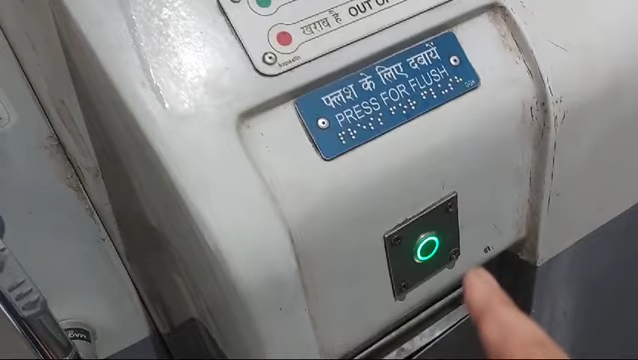 खराब है OUT OF
फ्लश के लिए दबायें
PRESS FOR FLUSH